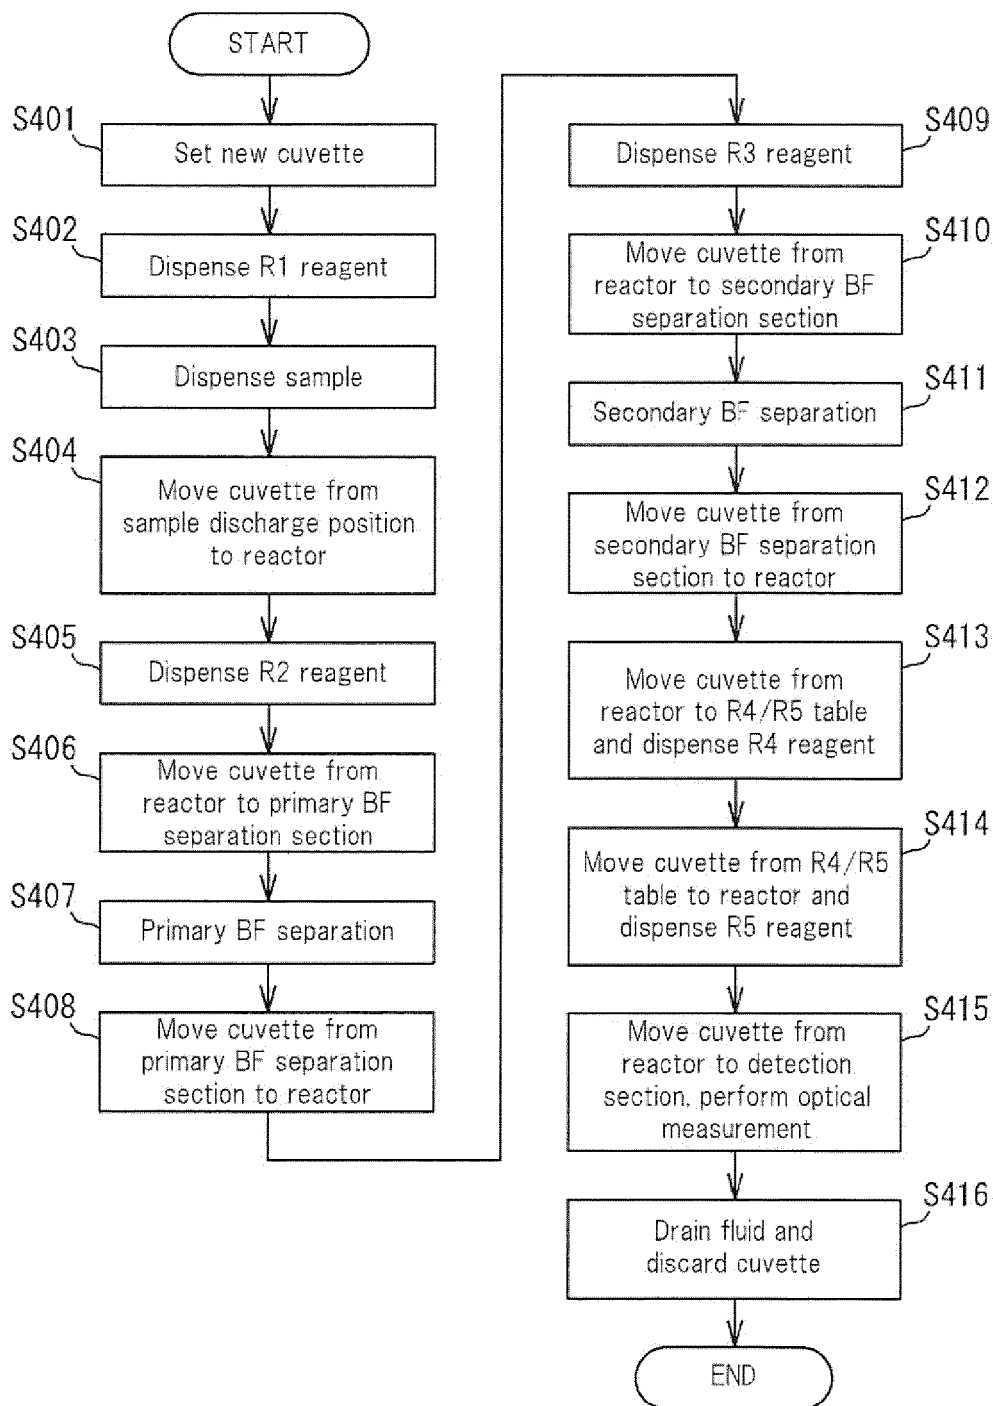 START
S401
Set new cuvette
S402
Dispense R1 reagent
S403
Dispense sample
S404
Move cuvette from
sample discharge position
to reactor
S405
Dispense R2 reagent
S406
Move cuvette from
reactor to primary BF
separation section
S407
Primary BF separation
S408
Move cuvette from
primary BF separation
section to reactor
S409
Dispense R3 reagent
S410
Move cuvette from
reactor to secondary BF
separation section
S411
Secondary BF separation
S412
Move cuvette from
secondary BF separation
section to reactor
S413
Move cuvette from
reactor to R4/R5 table
and dispense R4 reagent
S414
Move cuvette from R4/R5
table to reactor and
dispense R5 reagent
S415
Move cuvette from
reactor to detection
section, perform optical
measurement
S416
Drain fluid and
discard cuvette
END